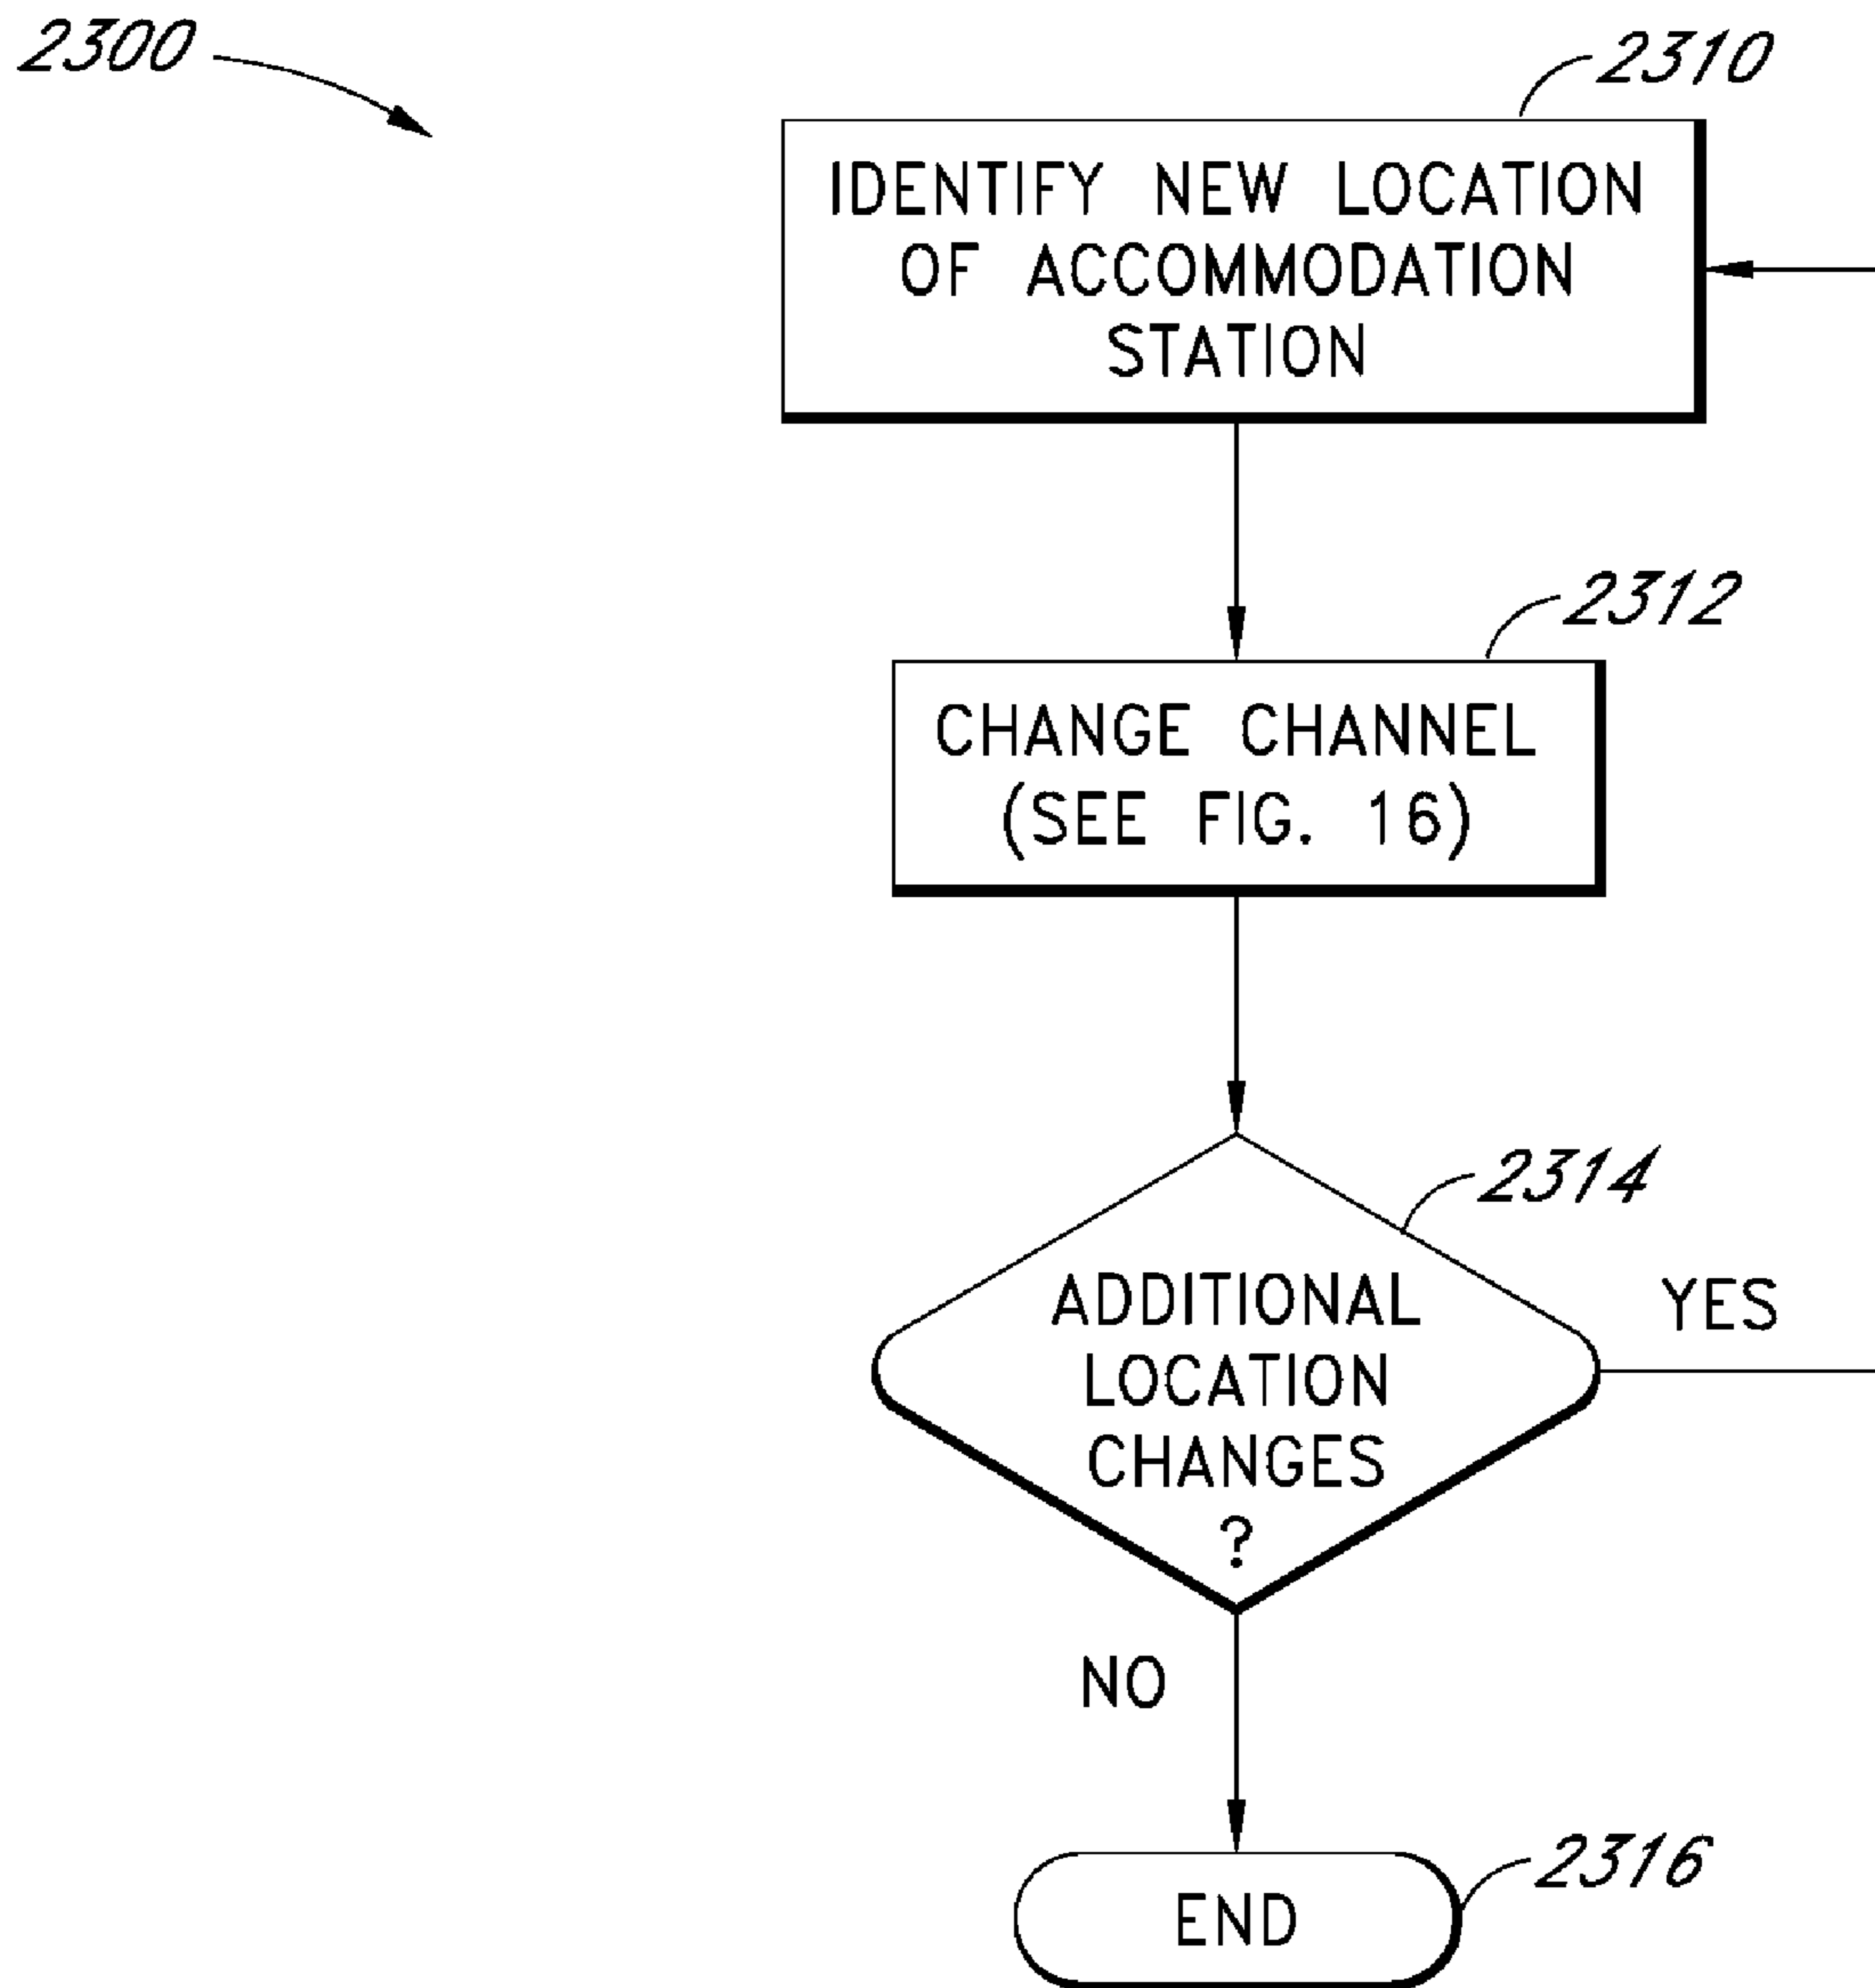 2300
2310
IDENTIFY NEW LOCATION
OF ACCOMMODATION
STATION
2312
CHANGE CHANNEL
(SEE FIG. 16)
2314
ADDITIONAL
LOCATION
CHANGES
?
YES
NO
2316
END